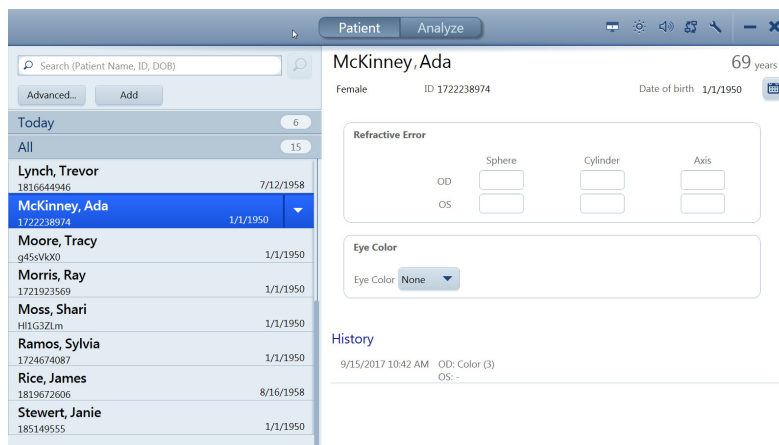 Patient Analyze
Search (Patient Name, ID, DOB)
Advanced... Add
Today 6
All 15
Lynch, Trevor
1816644946 7/12/1958
McKinney, Ada
1722238974 1/1/1950
Moore, Tracy
g45sVkX0 1/1/1950
Morris, Ray
1721923569 1/1/1950
Moss, Shari
Hl1G3ZLm 1/1/1950
Ramos, Sylvia
1724674087 1/1/1950
Rice, James
1819672606 8/16/1958
Stewert, Janie
185149555 1/1/1950
McKinney, Ada 69 years
Female ID 1722238974 Date of birth 1/1/1950
Refractive Error
Sphere Cylinder Axis
OD
OS
Eye Color
Eye Color None
History
9/15/2017 10:42 AM OD: Color (3)
OS: -